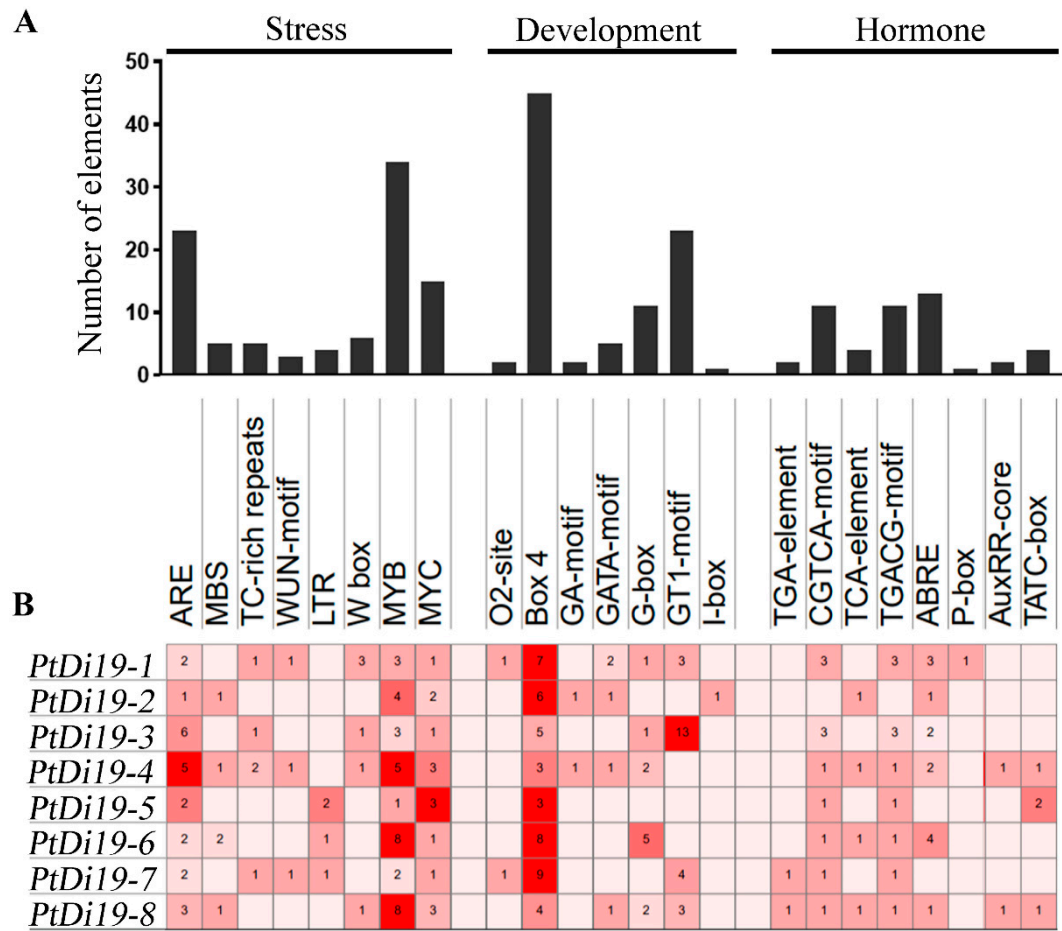 A
Stress Development Hormone
Number of elements
50
40
30
20
10
0
ARE
MBS
TC-rich repeats
WUN-motif
LTR
W box
MYB
MYC
O2-site
Box 4
GA-motif
GATA-motif
G-box
GT1-motif
I-box
TGA-element
CGTCA-motif
TCA-element
TGACG-motif
ABRE
P-box
AuxRR-core
TATC-box
B
PtDi19-1 2 1 1 3 3 1 1 7 2 1 3 3 3 3 1
PtDi19-2 1 1 4 2 6 1 1 1 1 1
PtDi19-3 6 1 1 3 1 5 1 13 3 3 2
PtDi19-4 5 1 2 1 1 5 3 3 1 1 2 1 1 1 2 1 1
PtDi19-5 2 2 1 3 3 1 1 2
PtDi19-6 2 2 1 8 1 8 5 1 1 1 4
PtDi19-7 2 1 1 1 2 1 1 9 4 1 1 1
PtDi19-8 3 1 1 8 3 4 1 2 3 1 1 1 1 1 1 1